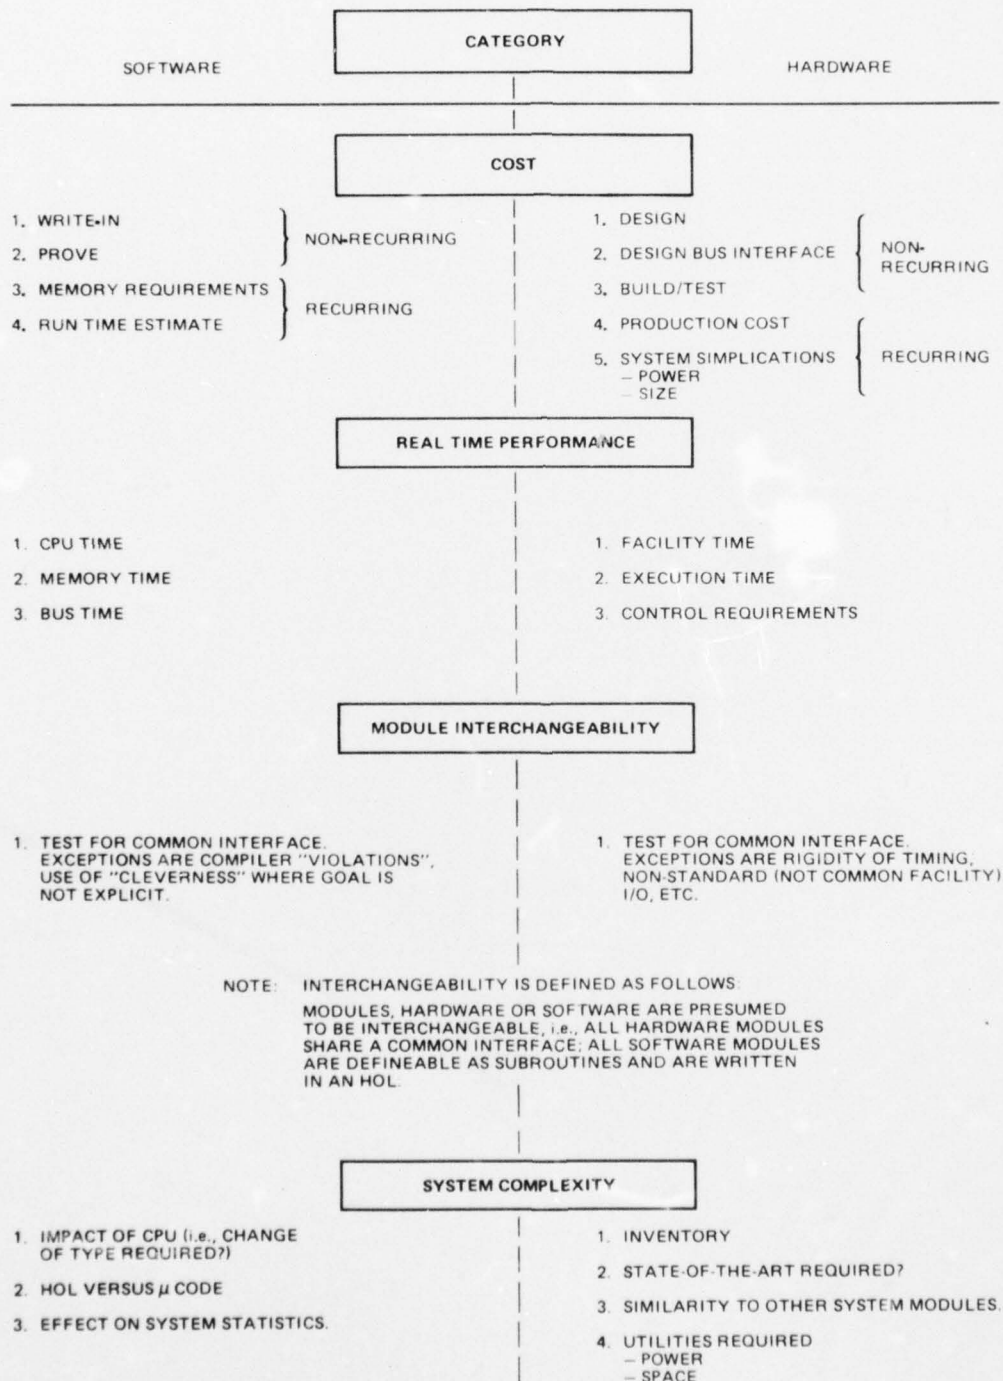 CATEGORY
SOFTWARE
HARDWARE
COST
1. WRITE-IN
2. PROVE
NON-RECURRING
3. MEMORY REQUIREMENTS
4. RUN TIME ESTIMATE
RECURRING
1. DESIGN
2. DESIGN BUS INTERFACE
3. BUILD/TEST
NON-
RECURRING
4. PRODUCTION COST
5. SYSTEM SIMPLICATIONS
– POWER
– SIZE
RECURRING
REAL TIME PERFORMANCE
1. CPU TIME
2. MEMORY TIME
3. BUS TIME
1. FACILITY TIME
2. EXECUTION TIME
3. CONTROL REQUIREMENTS
MODULE INTERCHANGEABILITY
1. TEST FOR COMMON INTERFACE.
EXCEPTIONS ARE COMPILER "VIOLATIONS",
USE OF "CLEVERNESS" WHERE GOAL IS
NOT EXPLICIT.
1. TEST FOR COMMON INTERFACE.
EXCEPTIONS ARE RIGIDITY OF TIMING,
NON-STANDARD (NOT COMMON FACILITY)
I/O, ETC.
NOTE: INTERCHANGEABILITY IS DEFINED AS FOLLOWS:
MODULES, HARDWARE OR SOFTWARE ARE PRESUMED
TO BE INTERCHANGEABLE, i.e., ALL HARDWARE MODULES
SHARE A COMMON INTERFACE; ALL SOFTWARE MODULES
ARE DEFINEABLE AS SUBROUTINES AND ARE WRITTEN
IN AN HOL.
SYSTEM COMPLEXITY
1. IMPACT OF CPU (i.e., CHANGE
OF TYPE REQUIRED?)
2. HOL VERSUS μ CODE
3. EFFECT ON SYSTEM STATISTICS.
1. INVENTORY
2. STATE-OF-THE-ART REQUIRED?
3. SIMILARITY TO OTHER SYSTEM MODULES.
4. UTILITIES REQUIRED
– POWER
– SPACE